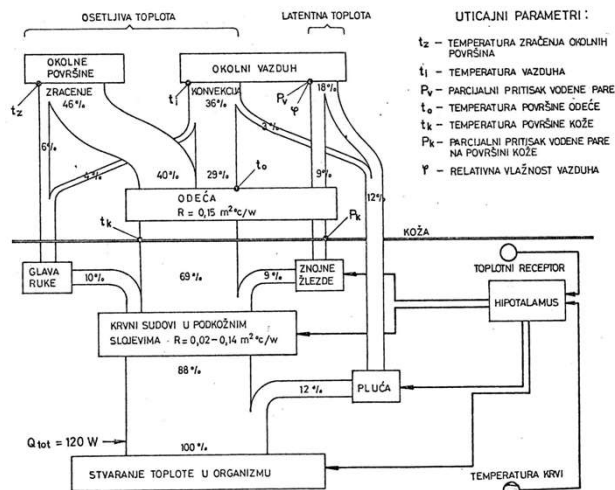 OSETLJIVA TOPLOTA
LATENTNA TOPLOTA
OKOLNE
POVRŠINE
OKOLNI VAZDUH
tz
ZRAČENJE
46%
t1
KONVEKCIJA
36%
Pv
φ
18%
3%
6%
4%
40%
29%
to
9%
12%
ODEĆA
R = 0,15 m²°c/w
tk
Pk
KOŽA
GLAVA
RUKE
10%
69%
9%
ZNOJNE
ŽLEZDE
KRVNI SUDOVI U PODKOŽNIM
SLOJEVIMA · R = 0,02-0,14 m²°c/w
88%
12%
PLUĆA
Qtot = 120 W
100%
STVARANJE TOPLOTE U ORGANIZMU
TOPLOTNI RECEPTOR
HIPOTALAMUS
TEMPERATURA KRVI
UTICAJNI PARAMETRI :
tz - TEMPERATURA ZRAČENJA OKOLNIH
POVRŠINA
t1 - TEMPERATURA VAZDUHA
Pv - PARCIJALNI PRITISAK VODENE PARE
to - TEMPERATURA POVRŠINE ODEĆE
tk - TEMPERATURA POVRŠINE KOŽE
Pk - PARCIJALNI PRITISAK VODENE PARE
NA POVRŠINI KOŽE
φ - RELATIVNA VLAŽNOST VAZDUHA